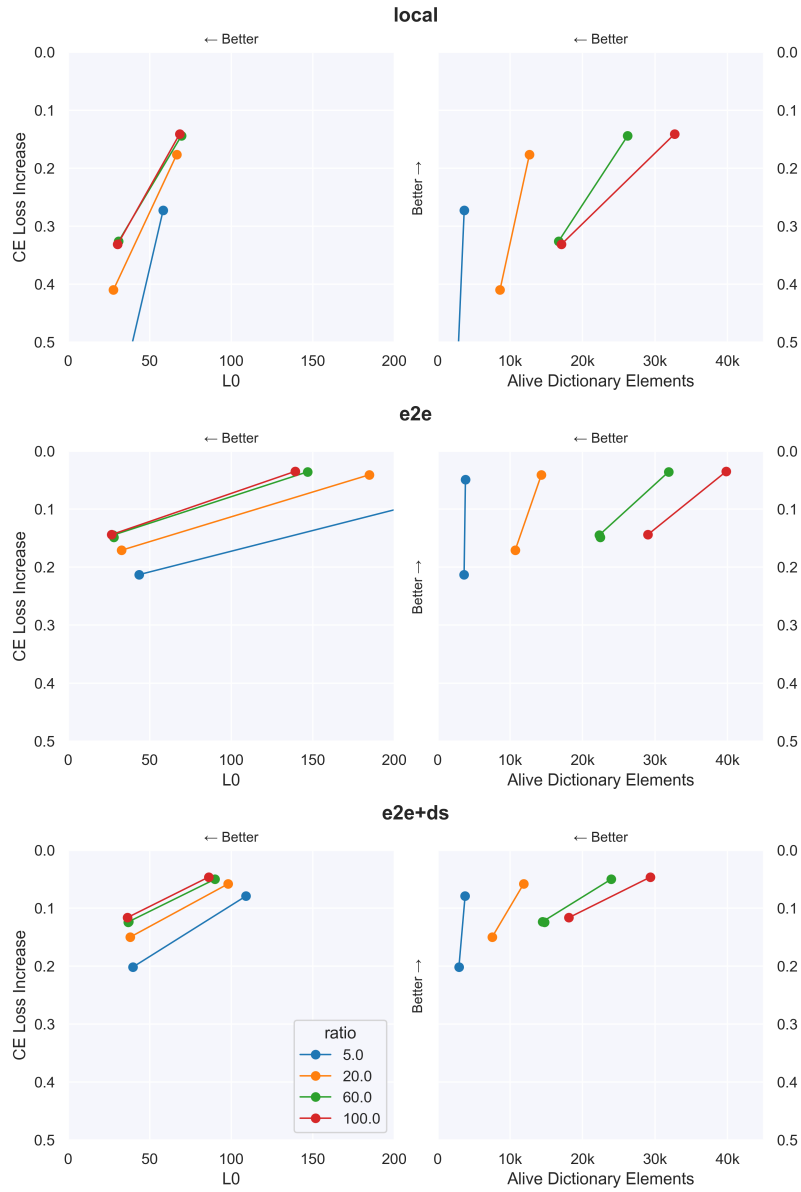 local
← Better
← Better
0.0
0.1
0.2
0.3
0.4
0.5
CE Loss Increase
0
50
100
150
200
L0
Better →
0.0
0.1
0.2
0.3
0.4
0.5
0
10k
20k
30k
40k
Alive Dictionary Elements
e2e
← Better
← Better
0.0
0.1
0.2
0.3
0.4
0.5
CE Loss Increase
0
50
100
150
200
L0
Better →
0.0
0.1
0.2
0.3
0.4
0.5
0
10k
20k
30k
40k
Alive Dictionary Elements
e2e+ds
← Better
← Better
0.0
0.1
0.2
0.3
0.4
0.5
CE Loss Increase
ratio
5.0
20.0
60.0
100.0
0
50
100
150
200
L0
Better →
0.0
0.1
0.2
0.3
0.4
0.5
0
10k
20k
30k
40k
Alive Dictionary Elements